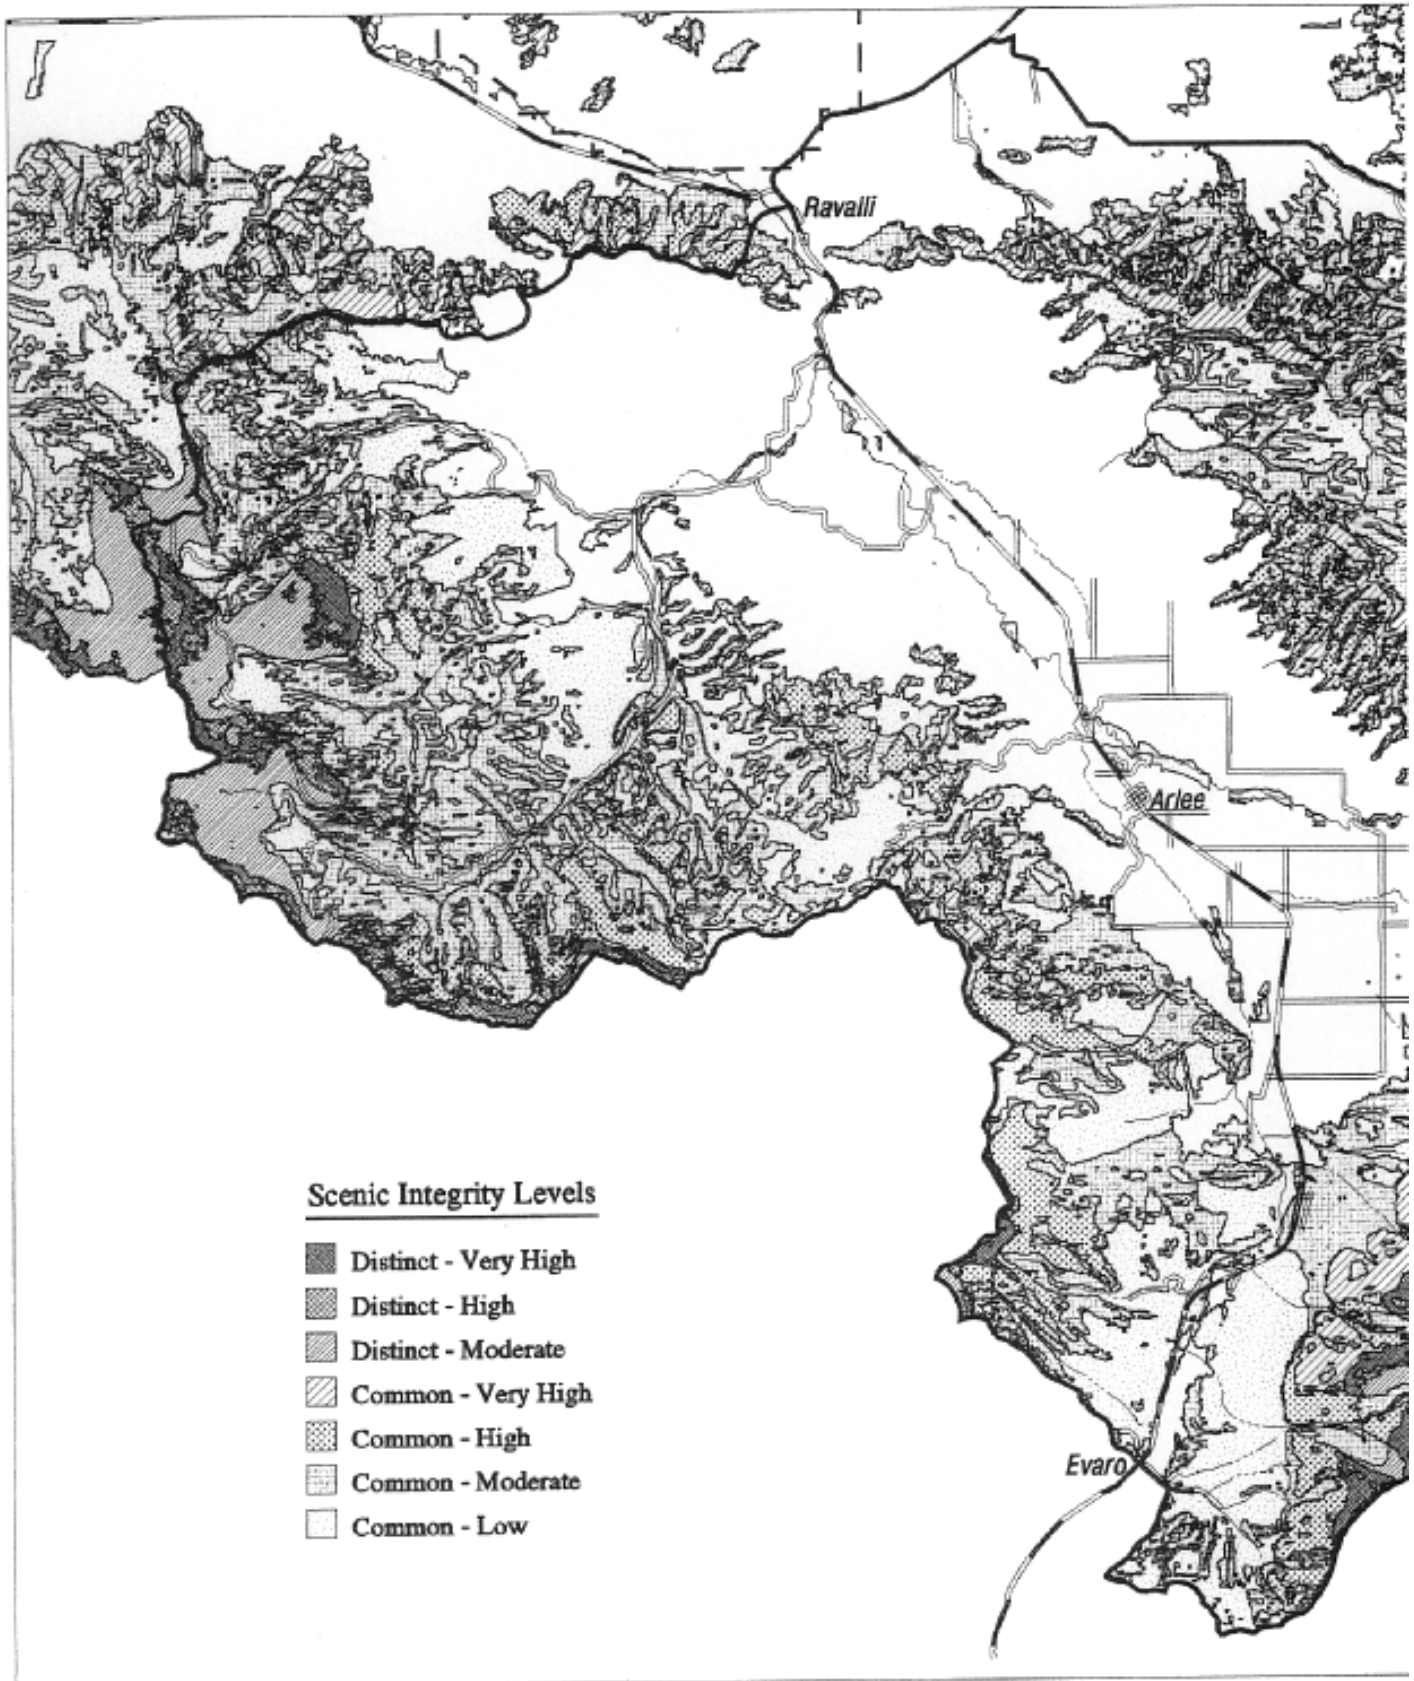 Ravalli
Arlee
Scenic Integrity Levels
Distinct - Very High
Distinct - High
Distinct - Moderate
Common - Very High
Common - High
Common - Moderate
Common - Low
Evaro